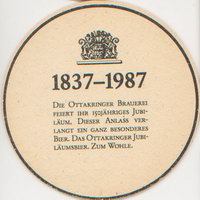 1837-1987
DIE OTTAKRINGER BRAUEREI
FEIERT IHR 150JÄHRIGES JUBI-
LÄUM. DIESER ANLASS VER-
LANGT EIN GANZ BESONDERES
BIER. DAS OTTAKRINGER JUBI-
LÄUMSBIER. ZUM WOHLE.